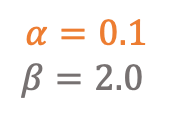 α = 0.1
β = 2.0